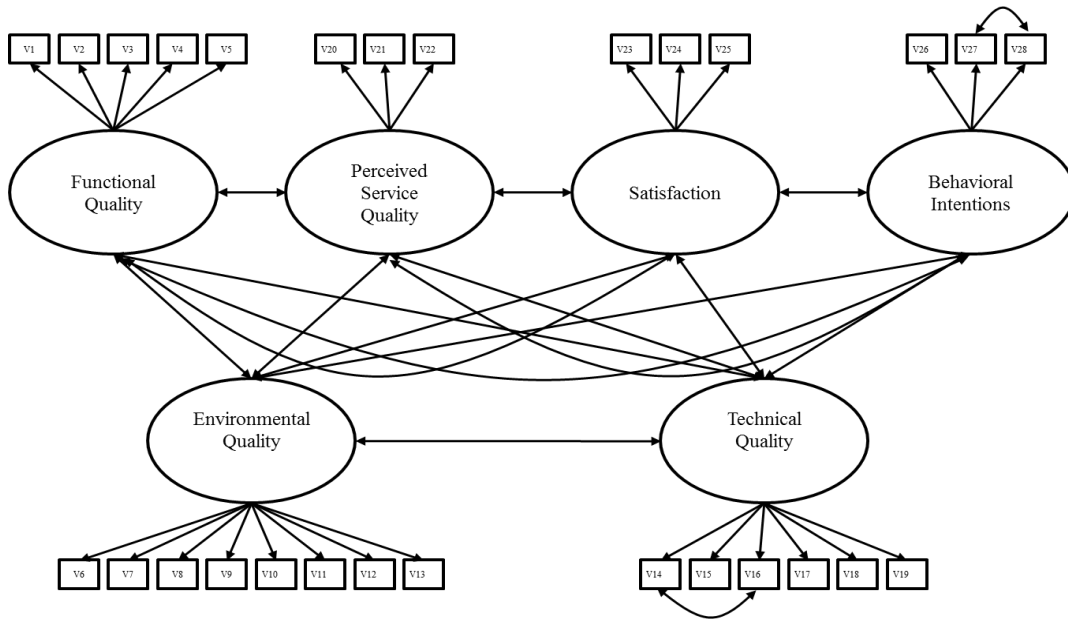 V1 V2 V3 V4 V5 V20 V21 V22 V23 V24 V25 V26 V27 V28
Functional
Quality
Perceived
Service
Quality
Satisfaction
Behavioral
Intentions
Environmental
Quality
Technical
Quality
V6 V7 V8 V9 V10 V11 V12 V13 V14 V15 V16 V17 V18 V19